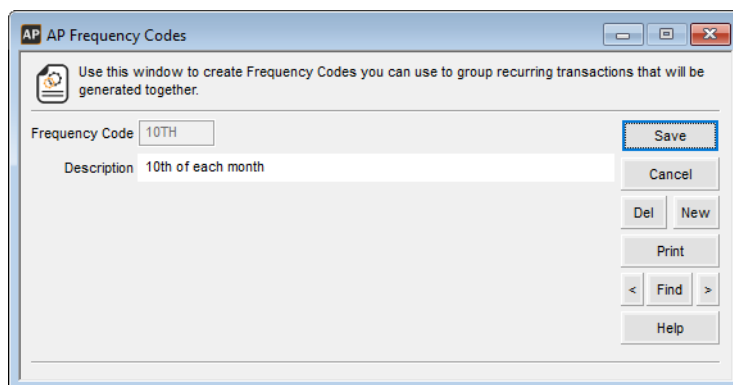 AP AP Frequency Codes
Use this window to create Frequency Codes you can use to group recurring transactions that will be
generated together.
Frequency Code 10TH
Save
Description 10th of each month
Cancel
Del New
Print
< Find >
Help